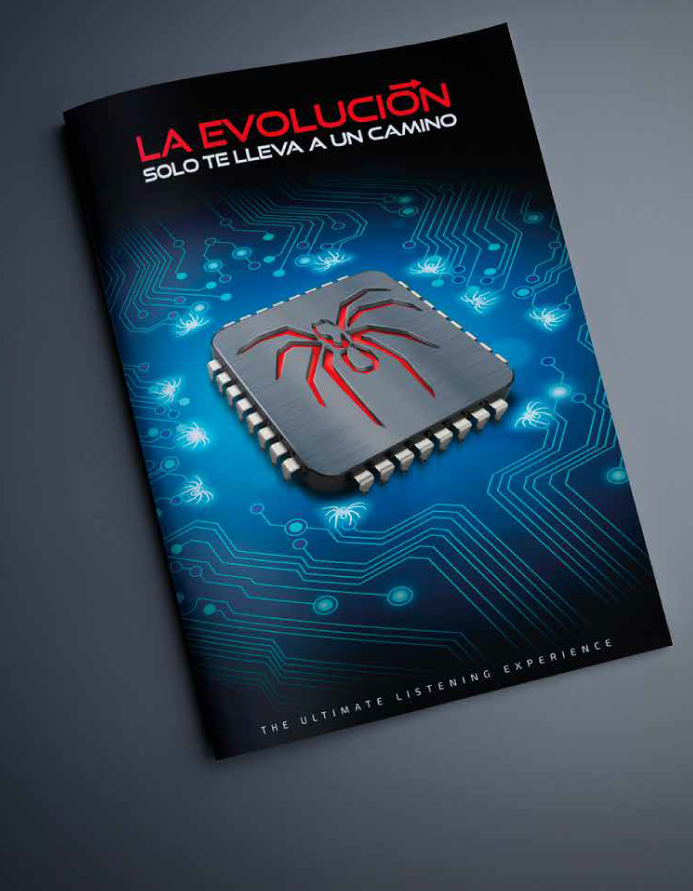 LA EVOLUCIÓN
SOLO TE LLEVA A UN CAMINO
THE ULTIMATE LISTENING EXPERIENCE